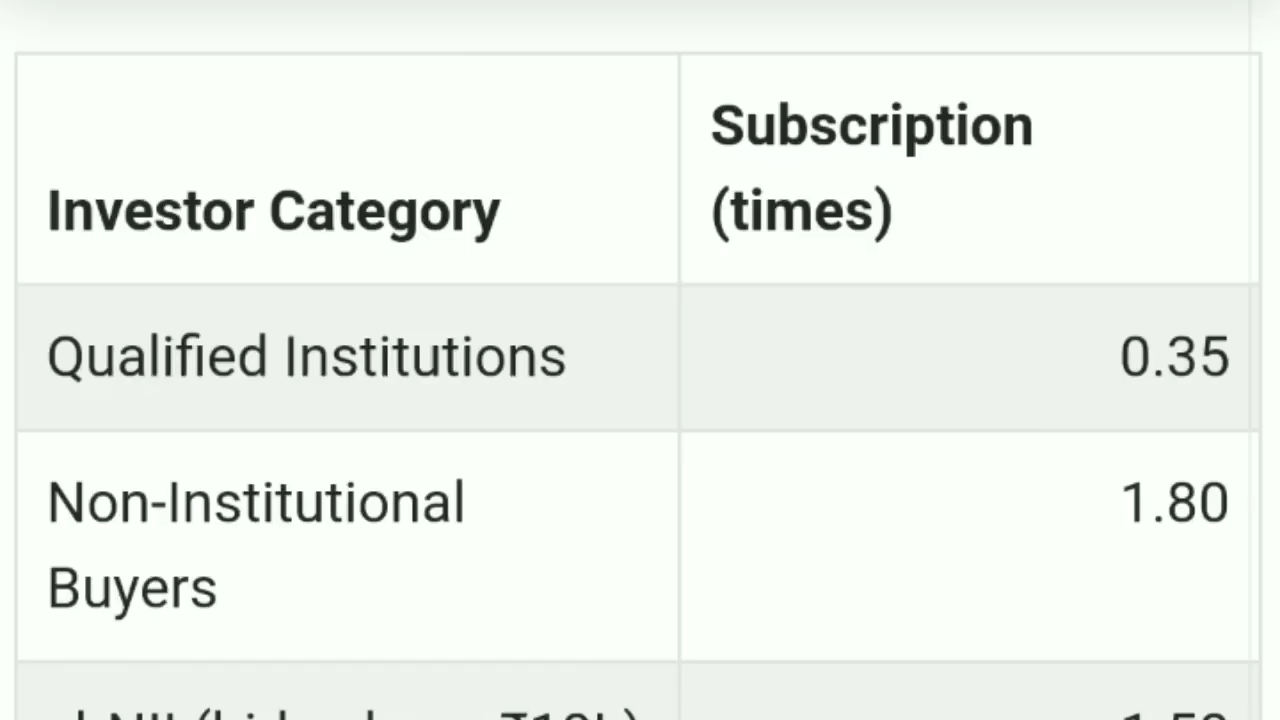 Subscription
Investor Category (times)
Qualified Institutions 0.35
Non-Institutional 1.80
Buyers